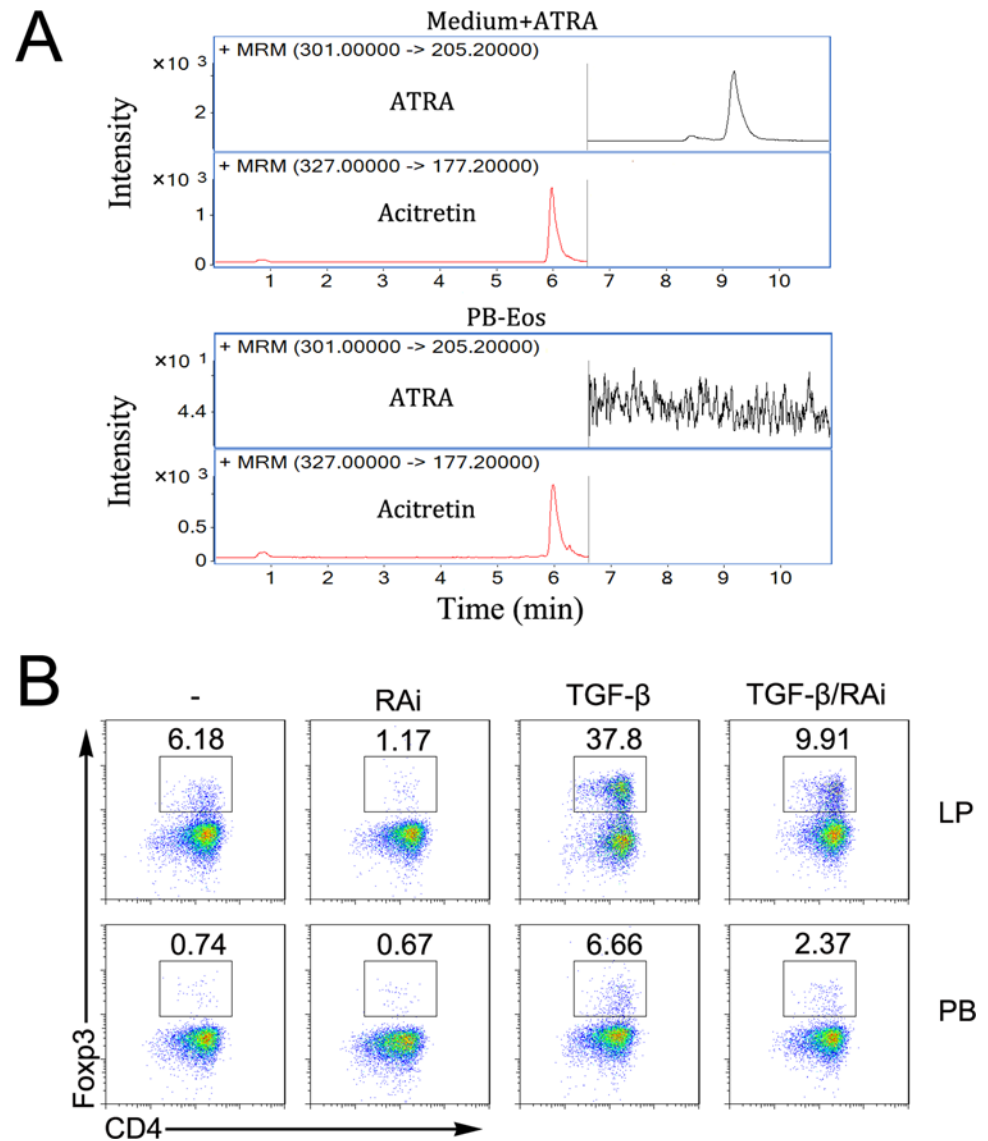 A
Medium+ATRA
+ MRM (301.00000 -> 205.20000)
×10 3
ATRA
2
Intensity
+ MRM (327.00000 -> 177.20000)
×10 3
Acitretin
1
0
1 2 3 4 5 6 7 8 9 10
PB-Eos
+ MRM (301.00000 -> 205.20000)
×10 1
ATRA
4.4
Intensity
+ MRM (327.00000 -> 177.20000)
×10 3
Acitretin
0.5
0
1 2 3 4 5 6 7 8 9 10
Time (min)
B
- RAi TGF-β TGF-β/RAi
6.18 1.17 37.8 9.91
LP
0.74 0.67 6.66 2.37
PB
Foxp3
CD4